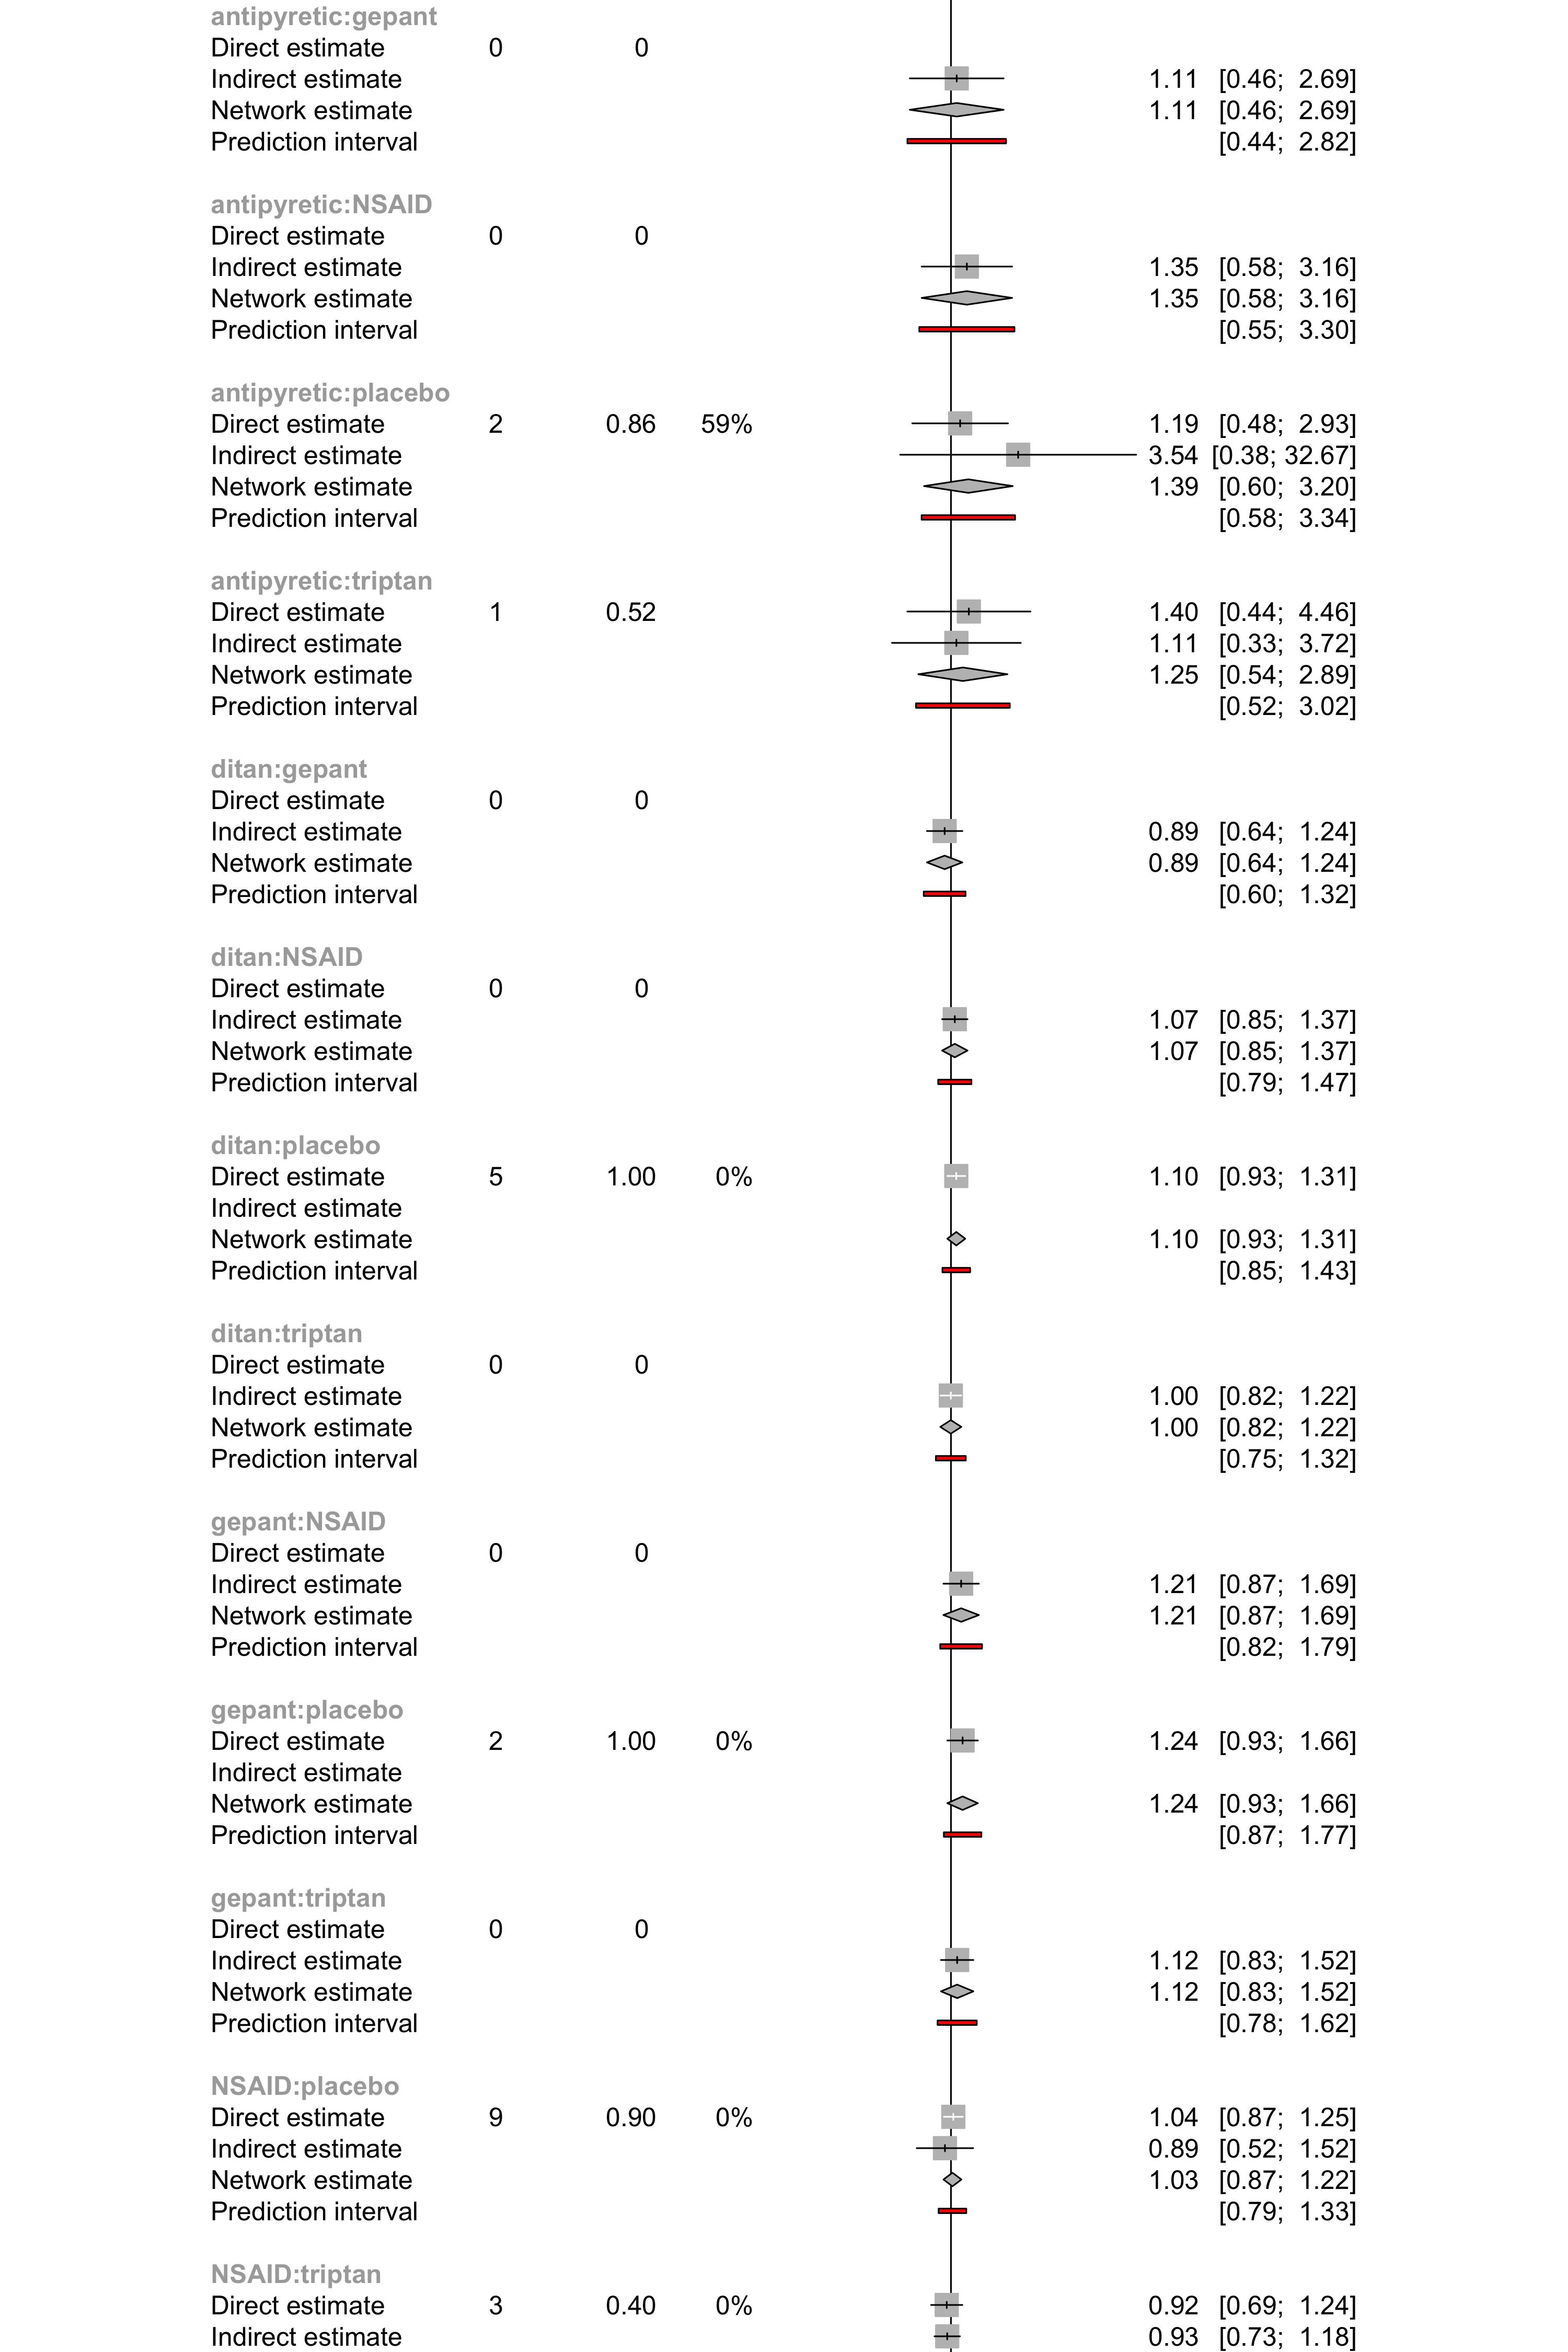 antipyretic:gepant
Direct estimate 0 0
Indirect estimate 1.11 [0.46; 2.69]
Network estimate 1.11 [0.46; 2.69]
Prediction interval [0.44; 2.82]
antipyretic:NSAID
Direct estimate 0 0
Indirect estimate 1.35 [0.58; 3.16]
Network estimate 1.35 [0.58; 3.16]
Prediction interval [0.55; 3.30]
antipyretic:placebo
Direct estimate 2 0.86 59% 1.19 [0.48; 2.93]
Indirect estimate 3.54 [0.38; 32.67]
Network estimate 1.39 [0.60; 3.20]
Prediction interval [0.58; 3.34]
antipyretic:triptan
Direct estimate 1 0.52 1.40 [0.44; 4.46]
Indirect estimate 1.11 [0.33; 3.72]
Network estimate 1.25 [0.54; 2.89]
Prediction interval [0.52; 3.02]
ditan:gepant
Direct estimate 0 0
Indirect estimate 0.89 [0.64; 1.24]
Network estimate 0.89 [0.64; 1.24]
Prediction interval [0.60; 1.32]
ditan:NSAID
Direct estimate 0 0
Indirect estimate 1.07 [0.85; 1.37]
Network estimate 1.07 [0.85; 1.37]
Prediction interval [0.79; 1.47]
ditan:placebo
Direct estimate 5 1.00 0% 1.10 [0.93; 1.31]
Indirect estimate
Network estimate 1.10 [0.93; 1.31]
Prediction interval [0.85; 1.43]
ditan:triptan
Direct estimate 0 0
Indirect estimate 1.00 [0.82; 1.22]
Network estimate 1.00 [0.82; 1.22]
Prediction interval [0.75; 1.32]
gepant:NSAID
Direct estimate 0 0
Indirect estimate 1.21 [0.87; 1.69]
Network estimate 1.21 [0.87; 1.69]
Prediction interval [0.82; 1.79]
gepant:placebo
Direct estimate 2 1.00 0% 1.24 [0.93; 1.66]
Indirect estimate
Network estimate 1.24 [0.93; 1.66]
Prediction interval [0.87; 1.77]
gepant:triptan
Direct estimate 0 0
Indirect estimate 1.12 [0.83; 1.52]
Network estimate 1.12 [0.83; 1.52]
Prediction interval [0.78; 1.62]
NSAID:placebo
Direct estimate 9 0.90 0% 1.04 [0.87; 1.25]
Indirect estimate 0.89 [0.52; 1.52]
Network estimate 1.03 [0.87; 1.22]
Prediction interval [0.79; 1.33]
NSAID:triptan
Direct estimate 3 0.40 0% 0.92 [0.69; 1.24]
Indirect estimate 0.93 [0.73; 1.18]